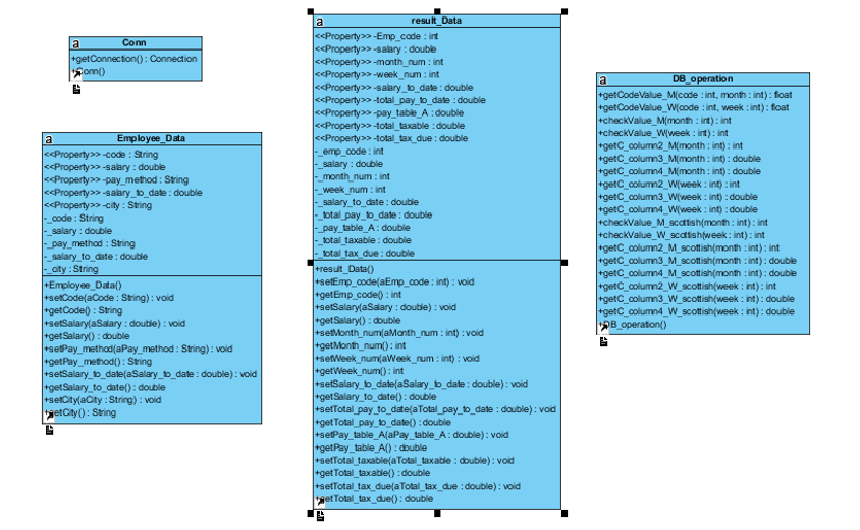 a
Conn
+getConnection() : Connection
+Conn()
a
Employee_Data
<<Property>> -code : String
<<Property>> -salary : double
<<Property>> -pay_method : String
<<Property>> -salary_to_date : double
<<Property>> -city : String
-_code : String
-_salary : double
-_pay_method : String
-_salary_to_date : double
-_city : String
+Employee_Data()
+setCode(aCode : String) : void
+getCode() : String
+setSalary(aSalary : double) : void
+getSalary() : double
+setPay_method(aPay_method : String) : void
+getPay_method() : String
+setSalary_to_date(aSalary_to_date : double) : void
+getSalary_to_date() : double
+setCity(aCity : String) : void
+getCity() : String
a
result_Data
<<Property>> -Emp_code : int
<<Property>> -salary : double
<<Property>> -month_num : int
<<Property>> -week_num : int
<<Property>> -salary_to_date : double
<<Property>> -total_pay_to_date : double
<<Property>> -pay_table_A : double
<<Property>> -total_taxable : double
<<Property>> -total_tax_due : double
-_emp_code : int
-_salary : double
-_month_num : int
-_week_num : int
-_salary_to_date : double
-_total_pay_to_date : double
-_pay_table_A : double
-_total_taxable : double
-_total_tax_due : double
+result_Data()
+setEmp_code(aEmp_code : int) : void
+getEmp_code() : int
+setSalary(aSalary : double) : void
+getSalary() : double
+setMonth_num(aMonth_num : int) : void
+getMonth_num() : int
+setWeek_num(aWeek_num : int) : void
+getWeek_num() : int
+setSalary_to_date(aSalary_to_date : double) : void
+getSalary_to_date() : double
+setTotal_pay_to_date(aTotal_pay_to_date : double) : void
+getTotal_pay_to_date() : double
+setPay_table_A(aPay_table_A : double) : void
+getPay_table_A() : double
+setTotal_taxable(aTotal_taxable : double) : void
+getTotal_taxable() : double
+setTotal_tax_due(aTotal_tax_due : double) : void
+getTotal_tax_due() : double
a
DB_operation
+getCodeValue_M(code : int, month : int) : float
+getCodeValue_W(code : int, week : int) : float
+checkValue_M(month : int) : int
+checkValue_W(week : int) : int
+getC_column2_M(month : int) : int
+getC_column3_M(month : int) : double
+getC_column4_M(month : int) : double
+getC_column2_W(week : int) : int
+getC_column3_W(week : int) : double
+getC_column4_W(week : int) : double
+checkValue_M_scottish(month : int) : int
+checkValue_W_scottish(week : int) : int
+getC_column2_M_scottish(month : int) : int
+getC_column3_M_scottish(month : int) : double
+getC_column4_M_scottish(month : int) : double
+getC_column2_W_scottish(week : int) : int
+getC_column3_W_scottish(week : int) : double
+getC_column4_W_scottish(week : int) : double
+DB_operation()